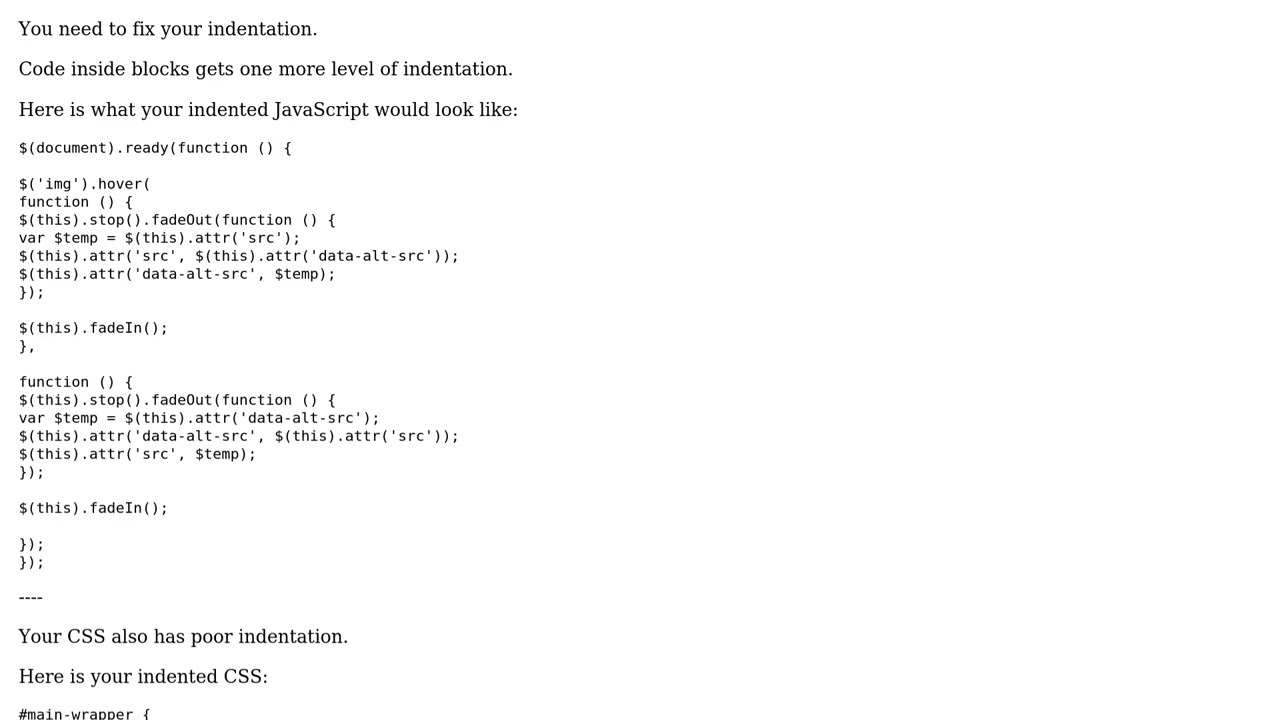 You need to fix your indentation.
Code inside blocks gets one more level of indentation.
Here is what your indented JavaScript would look like:
$(document).ready(function () {
$('img').hover(
function () {
$(this).stop().fadeOut(function () {
var $temp = $(this).attr('src');
$(this).attr('src', $(this).attr('data-alt-src'));
$(this).attr('data-alt-src', $temp);
});
$(this).fadeIn();
},
function () {
$(this).stop().fadeOut(function () {
var $temp = $(this).attr('data-alt-src');
$(this).attr('data-alt-src', $(this).attr('src'));
$(this).attr('src', $temp);
});
$(this).fadeIn();
});
});
----
Your CSS also has poor indentation.
Here is your indented CSS:
#main-wrapper {